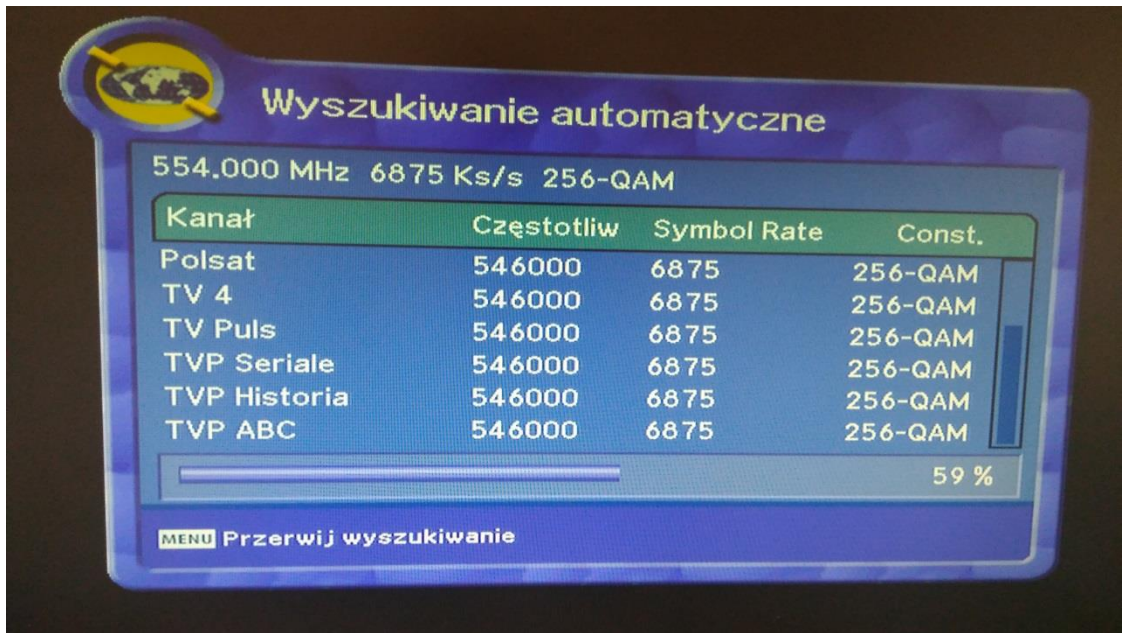 Wyszukiwanie automatyczne
554.000 MHz 6875 Ks/s 256-QAM
Kanał Częstotliw Symbol Rate Const.
Polsat 546000 6875 256-QAM
TV 4 546000 6875 256-QAM
TV Puls 546000 6875 256-QAM
TVP Seriale 546000 6875 256-QAM
TVP Historia 546000 6875 256-QAM
TVP ABC 546000 6875 256-QAM
59 %
MENU Przerwij wyszukiwanie